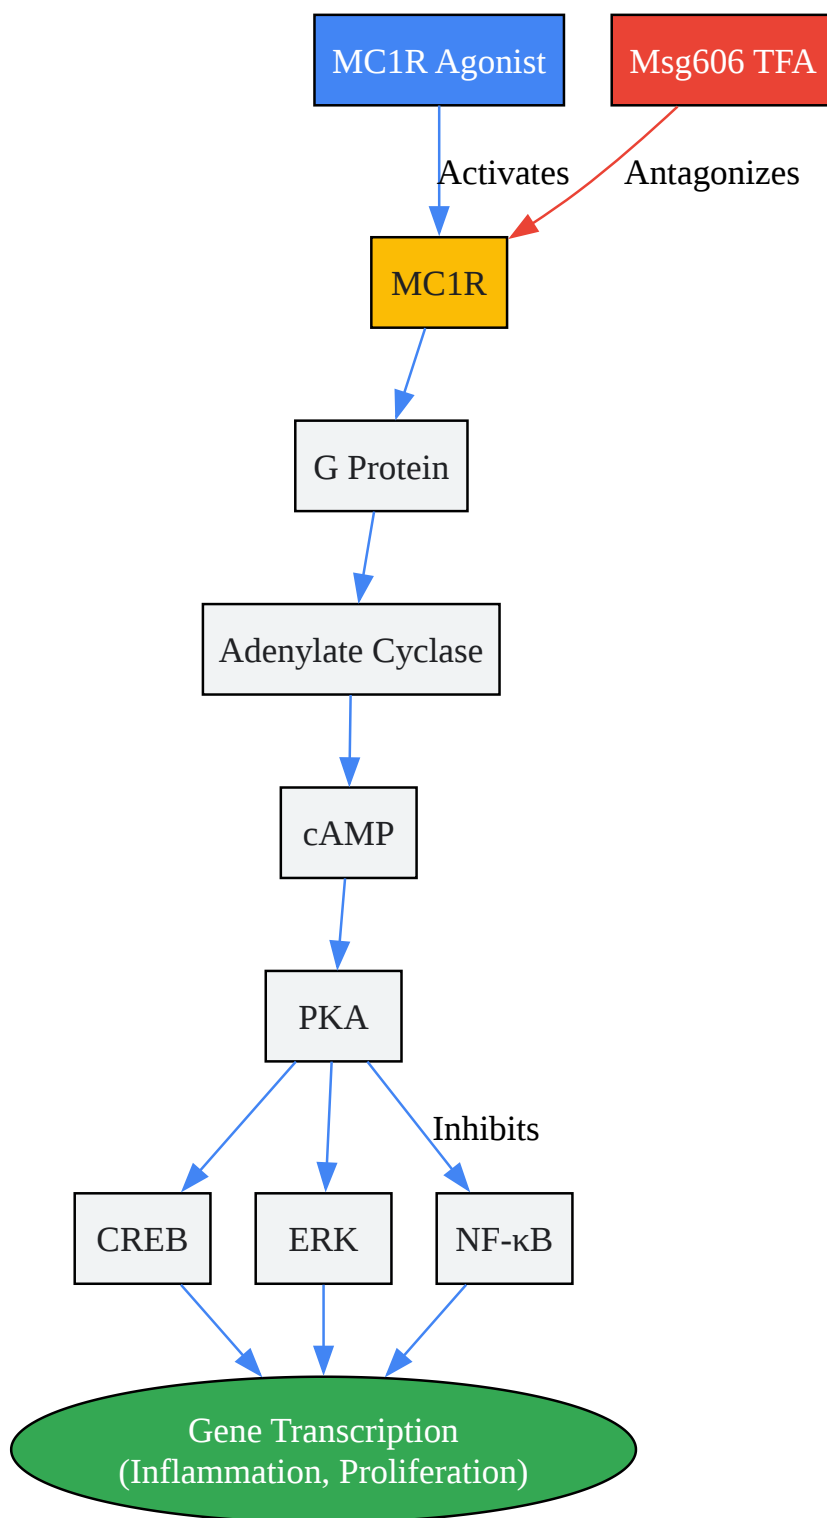 MC1R Agonist
Msg606 TFA
Activates
Antagonizes
MC1R
G Protein
Adenylate Cyclase
cAMP
PKA
Inhibits
CREB
ERK
NF-κB
Gene Transcription
(Inflammation, Proliferation)